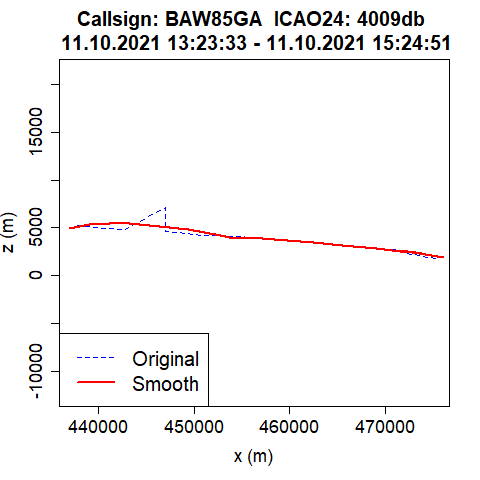 Callsign: BAW85GA  ICAO24: 4009db
11.10.2021 13:23:33 - 11.10.2021 15:24:51
z (m)
15000
5000
0
-10000
Original
Smooth
440000 450000 460000 470000
x (m)